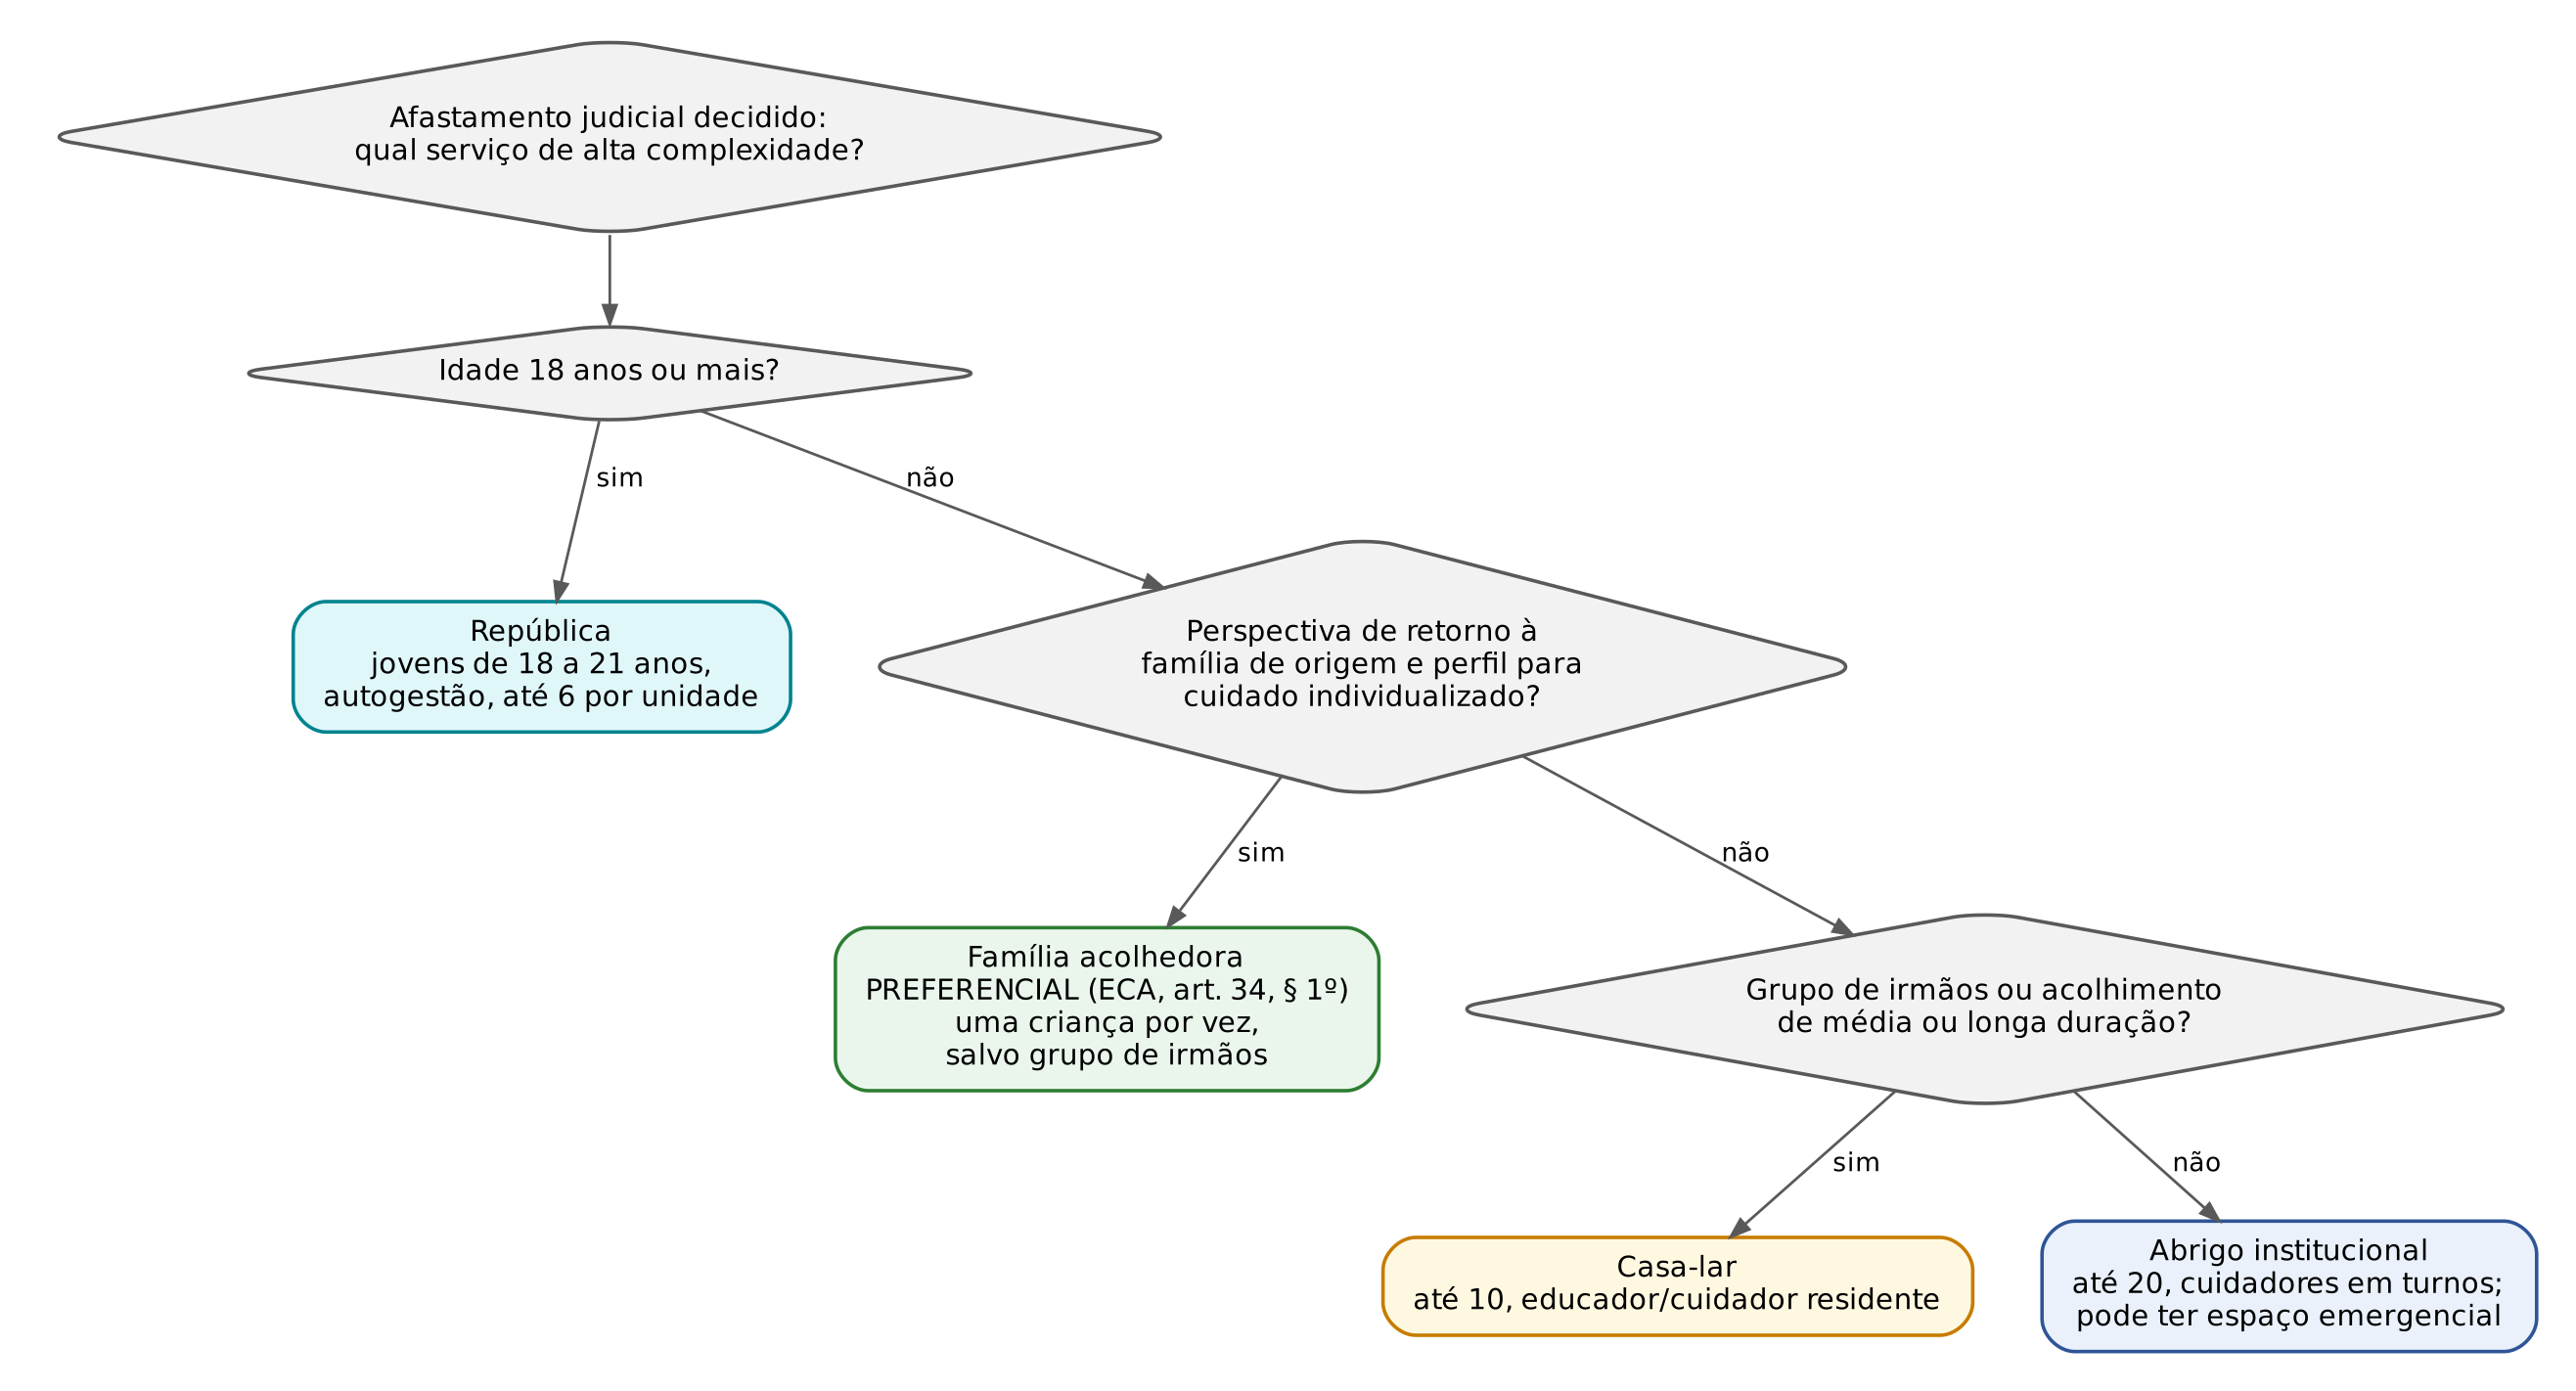 Afastamento judicial decidido:
qual serviço de alta complexidade?
Idade 18 anos ou mais?
sim
não
República
jovens de 18 a 21 anos,
autogestão, até 6 por unidade
Perspectiva de retorno à
família de origem e perfil para
cuidado individualizado?
sim
não
Família acolhedora
PREFERENCIAL (ECA, art. 34, § 1º)
uma criança por vez,
salvo grupo de irmãos
Grupo de irmãos ou acolhimento
de média ou longa duração?
sim
não
Casa-lar
até 10, educador/cuidador residente
Abrigo institucional
até 20, cuidadores em turnos;
pode ter espaço emergencial